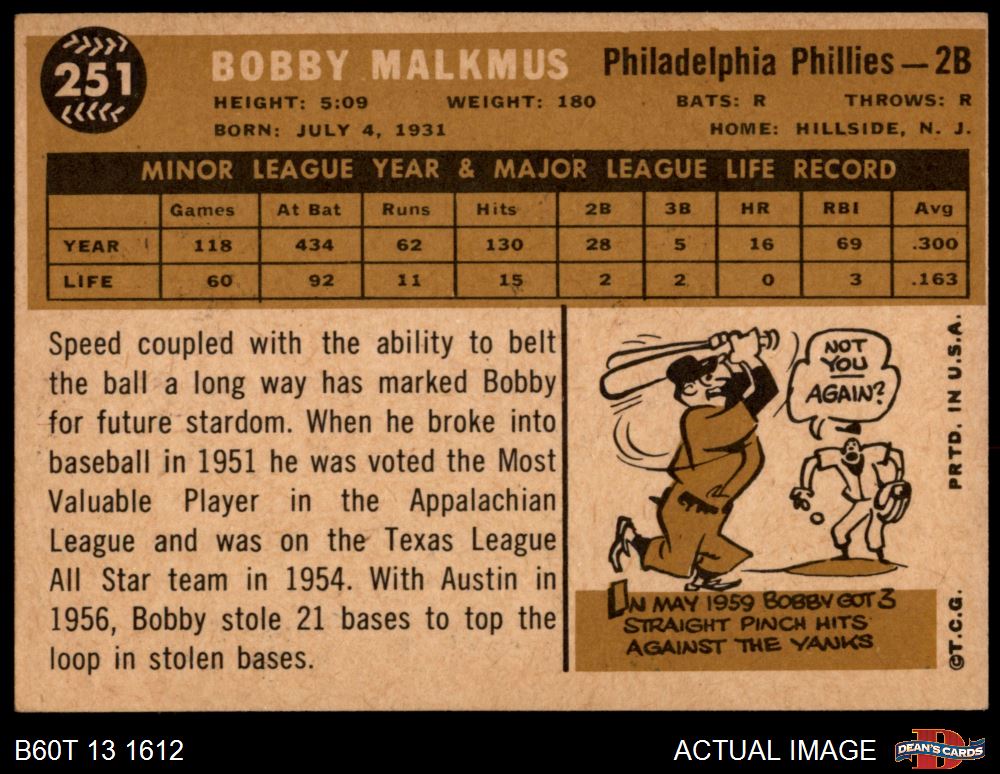 251
BOBBY MALKMUS Philadelphia Phillies — 2B
HEIGHT: 5:09 WEIGHT: 180 BATS: R THROWS: R
BORN: JULY 4, 1931 HOME: HILLSIDE, N. J.
MINOR LEAGUE YEAR & MAJOR LEAGUE LIFE RECORD
Games At Bat Runs Hits 2B 3B HR RBI Avg
YEAR 118 434 62 130 28 5 16 69 .300
LIFE 60 92 11 15 2 2 0 3 .163
Speed coupled with the ability to belt
the ball a long way has marked Bobby
for future stardom. When he broke into
baseball in 1951 he was voted the Most
Valuable Player in the Appalachian
League and was on the Texas League
All Star team in 1954. With Austin in
1956, Bobby stole 21 bases to top the
loop in stolen bases.
NOT
YOU
AGAIN?
IN MAY 1959 BOBBY GOT 3
STRAIGHT PINCH HITS
AGAINST THE YANKS
PRTD. IN U.S.A.
©T.C.G.
B60T 13 1612
ACTUAL IMAGE
DEAN'S CARDS